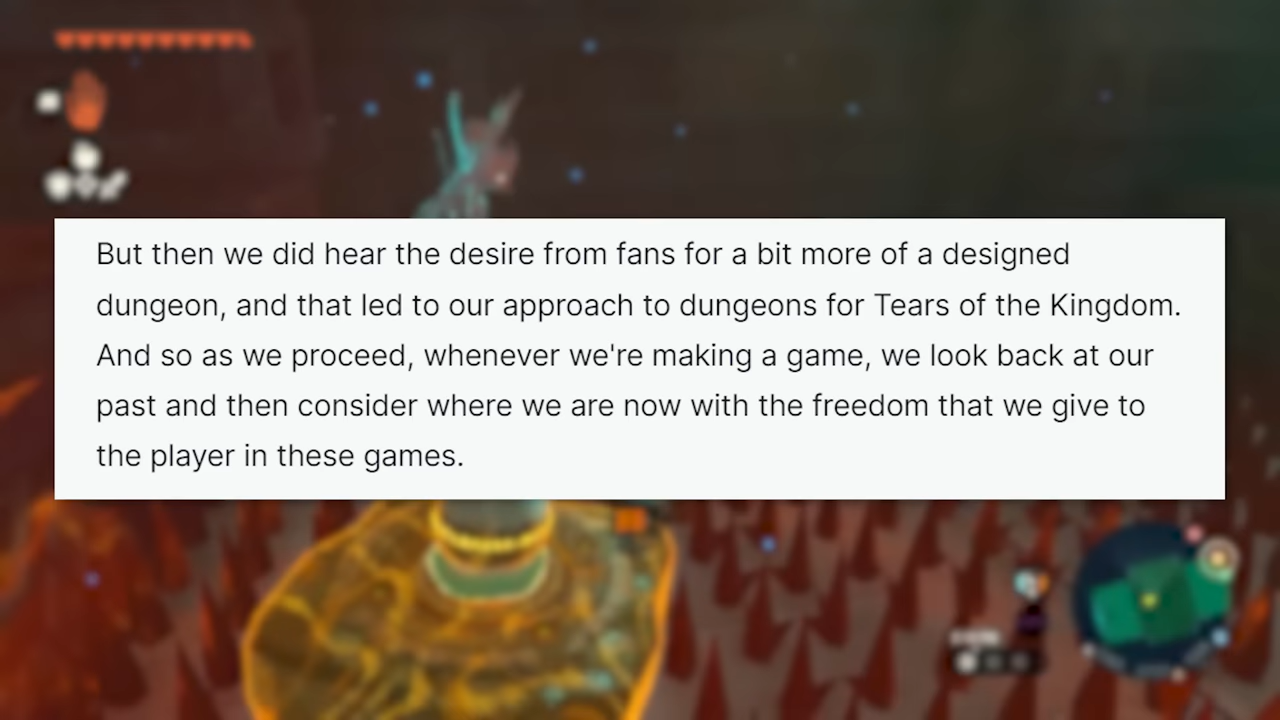 But then we did hear the desire from fans for a bit more of a designed
dungeon, and that led to our approach to dungeons for Tears of the Kingdom.
And so as we proceed, whenever we're making a game, we look back at our
past and then consider where we are now with the freedom that we give to
the player in these games.